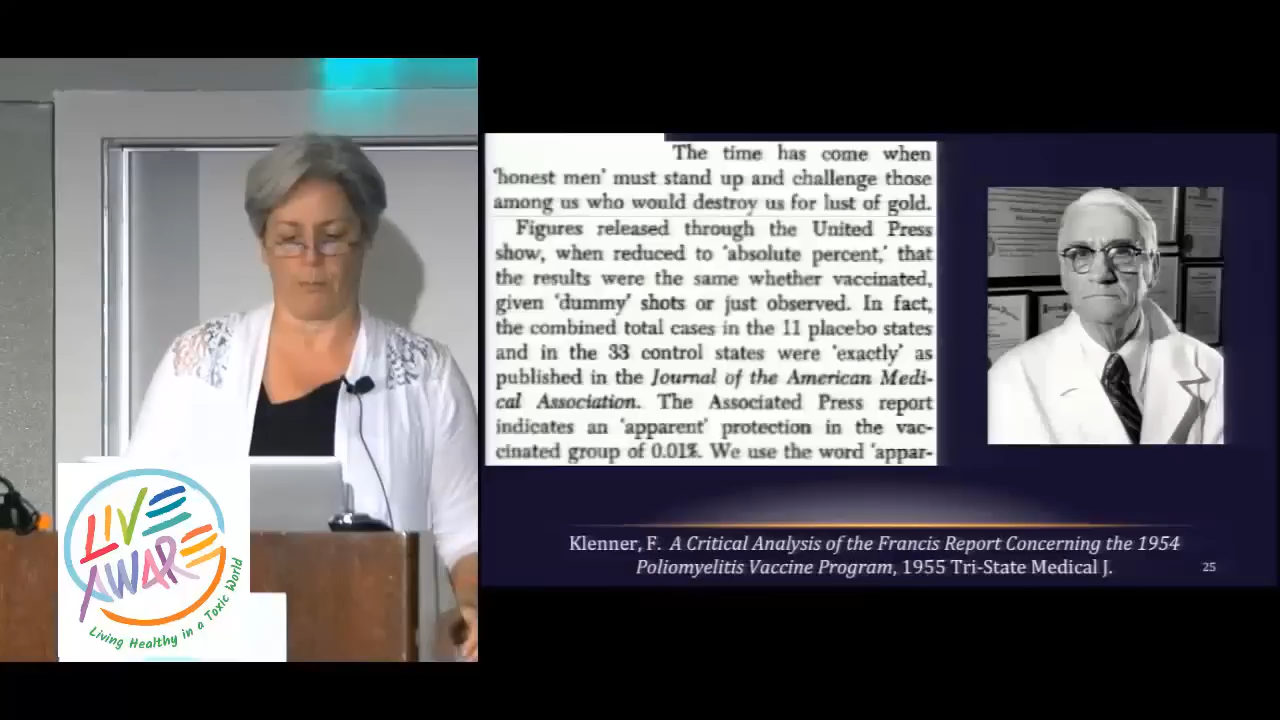 The time has come when
'honest men' must stand up and challenge those
among us who would destroy us for lust of gold.
Figures released through the United Press
show, when reduced to 'absolute percent,' that
the results were the same whether vaccinated,
given 'dummy' shots or just observed. In fact,
the combined total cases in the 11 placebo states
and in the 33 control states were 'exactly' as
published in the Journal of the American Medi-
cal Association. The Associated Press report
indicates an 'apparent' protection in the vac-
cinated group of 0.01%. We use the word 'appar-
Klenner, F. A Critical Analysis of the Francis Report Concerning the 1954
Poliomyelitis Vaccine Program, 1955 Tri-State Medical J.
25
LIVE
AWARE
Living Healthy in a Toxic World